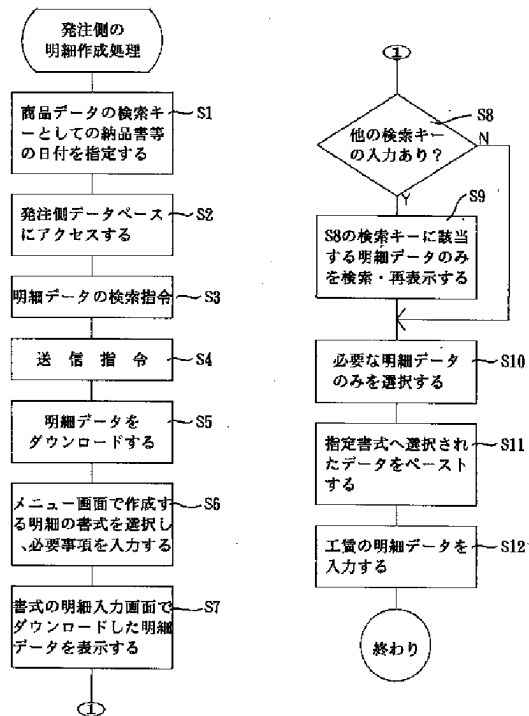 発注側の
明細作成処理
商品データの検索キ
ーとしての納品書等
の日付を指定する
S1
発注側データベース
にアクセスする
S2
明細データの検索指令
S3
送信指令
S4
明細データを
ダウンロードする
S5
メニュー画面で作成す
る明細の書式を選択し
、必要事項を入力する
S6
書式の明細入力画面で
ダウンロードした明細
データを表示する
S7
1
1
S8
他の検索キー
の入力あり?
N
Y
S9
S8の検索キーに該当
する明細データのみ
を検索・再表示する
必要な明細データ
のみを選択する
S10
指定書式へ選択され
たデータをペースト
する
S11
工賃の明細データを
入力する
S12
終わり